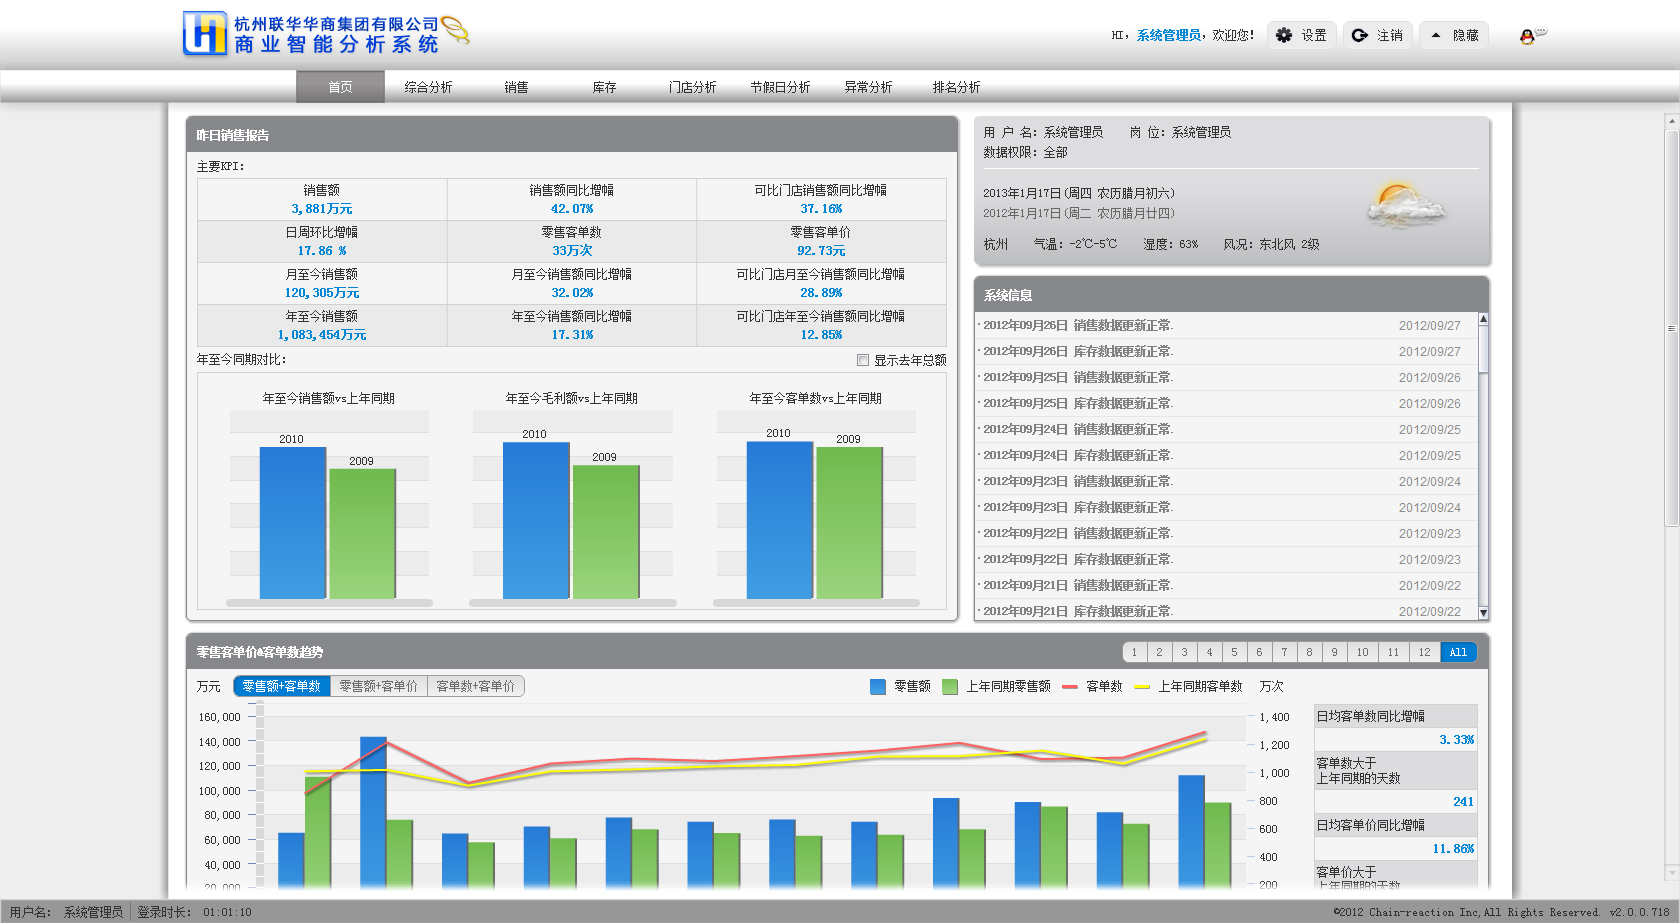 杭州联华华商集团有限公司
商业智能分析系统
HI，系统管理员，欢迎您！ 设置 注销 隐藏
首页 综合分析 销售 库存 门店分析 节假日分析 异常分析 排名分析
昨日销售报告
主要KPI：
销售额 销售额同比增幅 可比门店销售额同比增幅
3,881万元 42.07% 37.16%
日周环比增幅 零售客单数 零售客单价
17.86 % 33万次 92.73元
月至今销售额 月至今销售额同比增幅 可比门店月至今销售额同比增幅
120,305万元 32.02% 28.89%
年至今销售额 年至今销售额同比增幅 可比门店年至今销售额同比增幅
1,083,454万元 17.31% 12.85%
年至今同期对比： 显示去年总额
年至今销售额vs上年同期 年至今毛利额vs上年同期 年至今客单数vs上年同期
2010 2009 2010 2009 2010 2009
用 户 名：系统管理员 岗 位：系统管理员
数据权限：全部
2013年1月17日(周四 农历腊月初六)
2012年1月17日(周二 农历腊月廿四)
杭州 气温：-2℃-5℃ 湿度：63% 风况：东北风 2级
系统信息
2012年09月26日 销售数据更新正常. 2012/09/27
2012年09月26日 库存数据更新正常. 2012/09/27
2012年09月25日 销售数据更新正常. 2012/09/26
2012年09月25日 库存数据更新正常. 2012/09/26
2012年09月24日 销售数据更新正常. 2012/09/25
2012年09月24日 库存数据更新正常. 2012/09/25
2012年09月23日 销售数据更新正常. 2012/09/24
2012年09月23日 库存数据更新正常. 2012/09/24
2012年09月22日 销售数据更新正常. 2012/09/23
2012年09月22日 库存数据更新正常. 2012/09/23
2012年09月21日 销售数据更新正常. 2012/09/22
2012年09月21日 库存数据更新正常. 2012/09/22
零售客单价&客单数趋势 1 2 3 4 5 6 7 8 9 10 11 12 All
万元 零售额+客单数 零售额+客单价 客单数+客单价 零售额 上年同期零售额 客单数 上年同期客单数 万次
160,000
140,000
120,000
100,000
80,000
60,000
40,000
20,000
1,400
1,200
1,000
800
600
400
200
日均客单数同比增幅
3.33%
客单数大于
上年同期的天数
241
日均客单价同比增幅
11.86%
客单价大于
上年同期的天数
用户名： 系统管理员 登录时长： 01:01:10 ©2012 Chain-reaction Inc,All Rights Reserved. v2.0.0.718